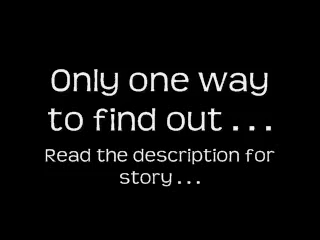 Only one way
to find out . . .
Read the description for
story . . .